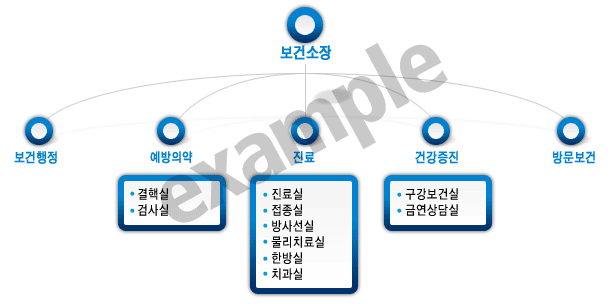 보건소장
보건행정
예방의약
진료
건강증진
방문보건
결핵실
검사실
진료실
접종실
방사선실
물리치료실
한방실
치과실
구강보건실
금연상담실
example